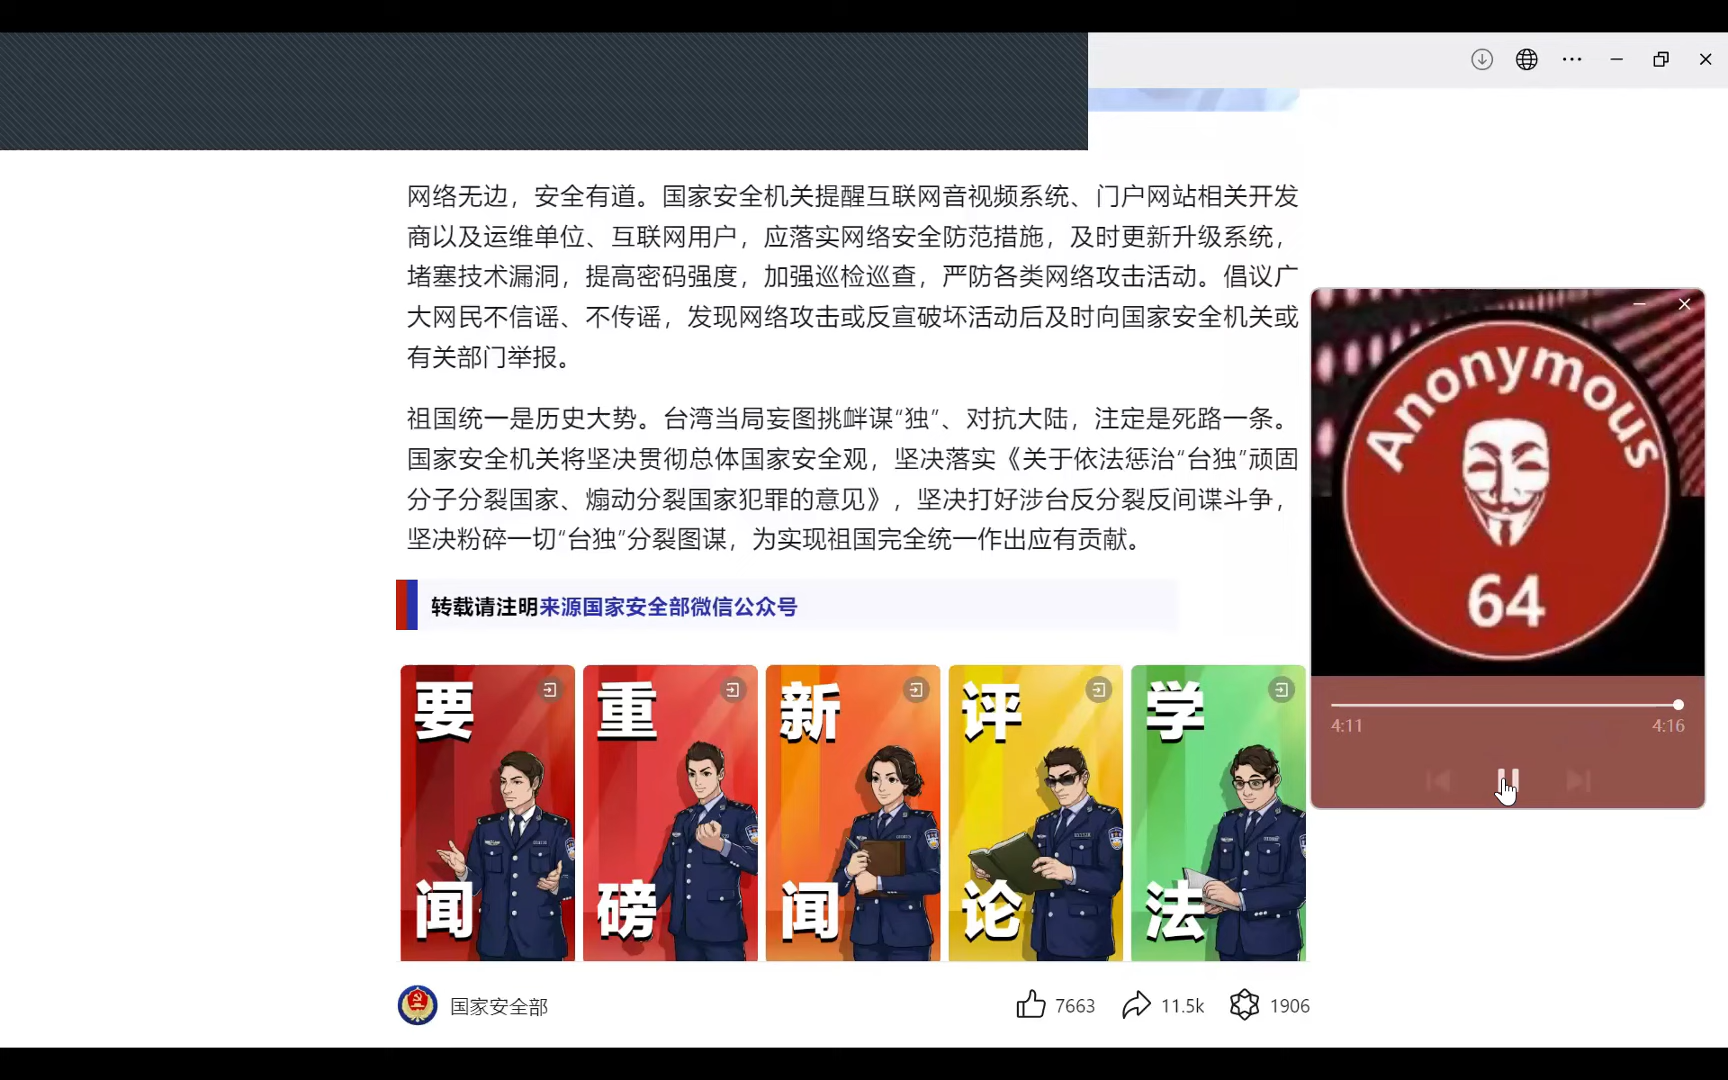 网络无边，安全有道。国家安全机关提醒互联网音视频系统、门户网站相关开发
商以及运维单位、互联网用户，应落实网络安全防范措施，及时更新升级系统，
堵塞技术漏洞，提高密码强度，加强巡检巡查，严防各类网络攻击活动。倡议广
大网民不信谣、不传谣，发现网络攻击或反宣破坏活动后及时向国家安全机关或
有关部门举报。
祖国统一是历史大势。台湾当局妄图挑衅谋“独”、对抗大陆，注定是死路一条。
国家安全机关将坚决贯彻总体国家安全观，坚决落实《关于依法惩治“台独”顽固
分子分裂国家、煽动分裂国家犯罪的意见》，坚决打好涉台反分裂反间谍斗争，
坚决粉碎一切“台独”分裂图谋，为实现祖国完全统一作出应有贡献。
转载请注明来源国家安全部微信公众号
要闻
重磅
新闻
评论
学法
国家安全部
7663
11.5k
1906
Anonymous
64
4:11
4:16